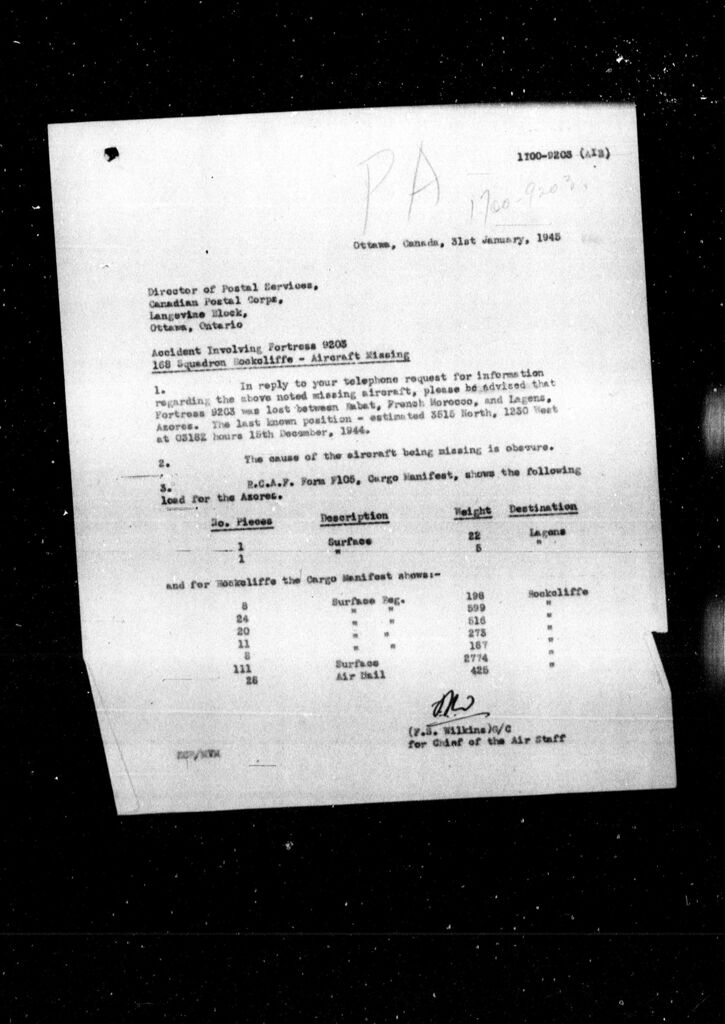 1700-9203 (AIB)
PA
1700-9203.
Ottawa, Canada, 31st January, 1945
Director of Postal Services,
Canadian Postal Corps,
Langevine Block,
Ottawa, Ontario
Accident Involving Fortress 9203
168 Squadron Rockcliffe - Aircraft Missing
1. In reply to your telephone request for information
regarding the above noted missing aircraft, please be advised that
Fortress 9203 was lost between Rabat, French Morocco, and Lagens,
Azores. The last known position - estimated 3515 North, 1230 West
at 0318Z hours 15th December, 1944.
2. The cause of the aircraft being missing is obscure.
3. R.C.A.F. Form F105, Cargo Manifest, shows the following
load for the Azores.
No. Pieces Description Weight Destination
1 Surface 22 Lagens
1 " 5 "
and for Rockcliffe the Cargo Manifest shows:-
8 Surface Reg. 198 Rockcliffe
24 " " 599 "
20 " " 516 "
11 " " 273 "
" " 187 "
111 Surface 2774 "
26 Air Mail 425 "
(F.S. Wilkins)G/C
for Chief of the Air Staff